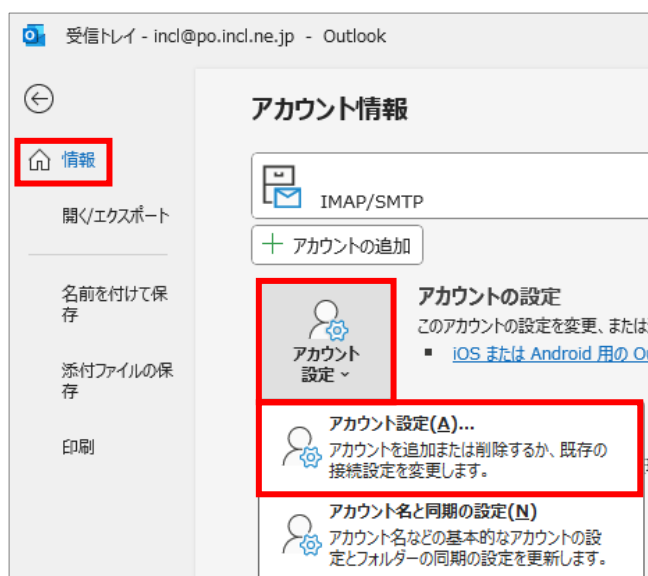 受信トレイ - incl@po.incl.ne.jp - Outlook
アカウント情報
情報
IMAP/SMTP
開く/エクスポート
アカウントの追加
名前を付けて保
存
添付ファイルの保
存
印刷
アカウント
設定
アカウントの設定
このアカウントの設定を変更、または
iOS または Android 用の
アカウント設定(A)...
アカウントを追加または削除するか、既存の
接続設定を変更します。
アカウント名と同期の設定(N)
アカウント名などの基本的なアカウントの設
定とフォルダーの同期の設定を更新します。